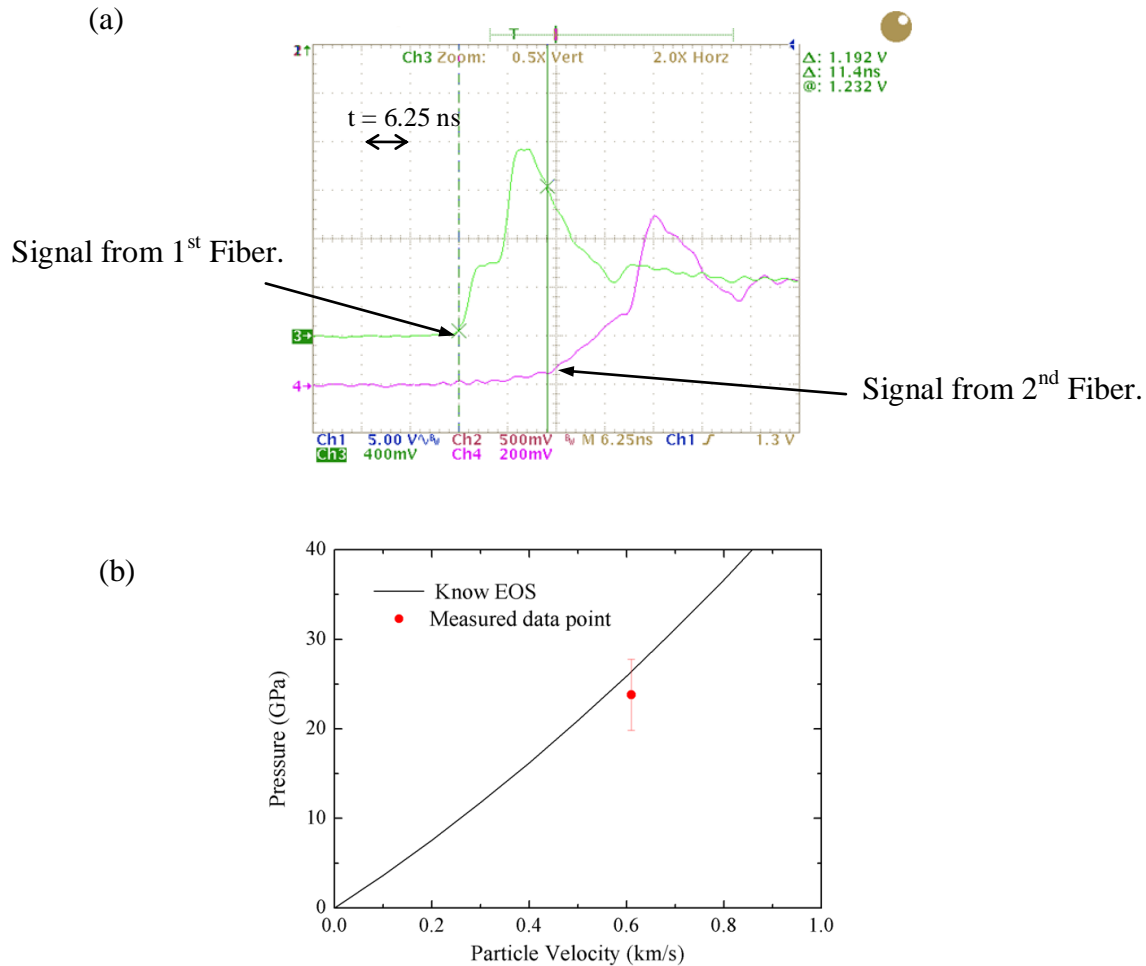 (a)
1↑
T
Ch3 Zoom: 0.5X Vert 2.0X Horz
Δ: 1.192 V
Δ: 11.4ns
@: 1.232 V
t = 6.25 ns
Signal from 1st Fiber.
3→
4→
Signal from 2nd Fiber.
Ch1 5.00 V Ch2 500mV M 6.25ns Ch1 1.3 V
Ch3 400mV Ch4 200mV
(b)
Know EOS
Measured data point
40
30
20
10
0
Pressure (GPa)
0.0 0.2 0.4 0.6 0.8 1.0
Particle Velocity (km/s)